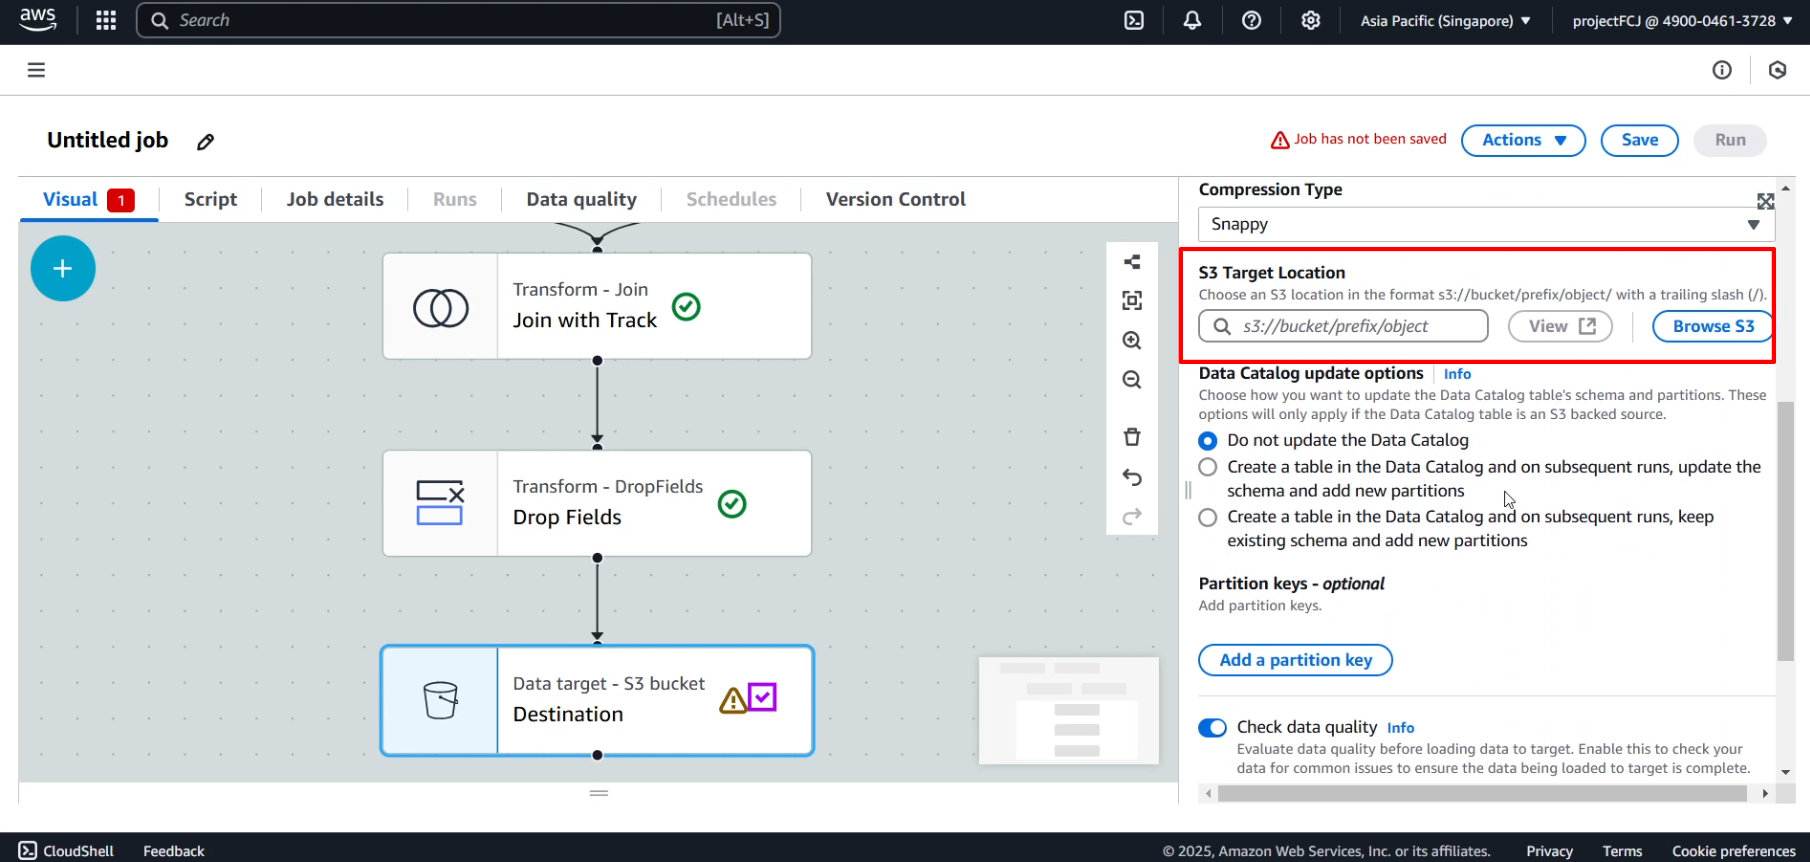 aws
Search
[Alt+S]
Asia Pacific (Singapore)
projectFCJ @ 4900-0461-3728
Untitled job
Job has not been saved
Actions
Save
Run
Visual
1
Script
Job details
Runs
Data quality
Schedules
Version Control
Transform - Join
Join with Track
Transform - DropFields
Drop Fields
Data target - S3 bucket
Destination
Compression Type
Snappy
S3 Target Location
Choose an S3 location in the format s3://bucket/prefix/object/ with a trailing slash (/).
s3://bucket/prefix/object
View
Browse S3
Data Catalog update options
Info
Choose how you want to update the Data Catalog table's schema and partitions. These
options will only apply if the Data Catalog table is an S3 backed source.
Do not update the Data Catalog
Create a table in the Data Catalog and on subsequent runs, update the
schema and add new partitions
Create a table in the Data Catalog and on subsequent runs, keep
existing schema and add new partitions
Partition keys - optional
Add partition keys.
Add a partition key
Check data quality
Info
Evaluate data quality before loading data to target. Enable this to check your
data for common issues to ensure the data being loaded to target is complete.
CloudShell
Feedback
© 2025, Amazon Web Services, Inc. or its affiliates.
Privacy
Terms
Cookie preferences